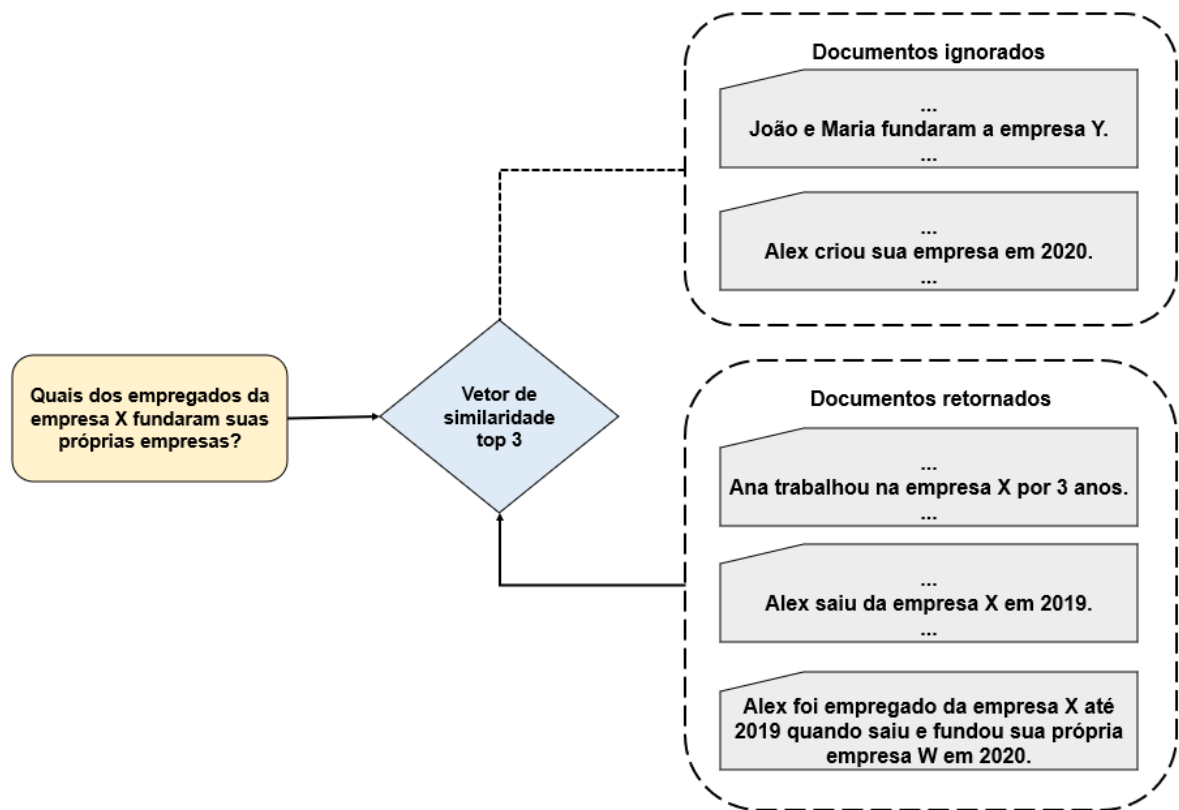 Quais dos empregados da
empresa X fundaram suas
próprias empresas?
Vetor de
similaridade
top 3
Documentos ignorados
...
João e Maria fundaram a empresa Y.
...
...
Alex criou sua empresa em 2020.
...
Documentos retornados
...
Ana trabalhou na empresa X por 3 anos.
...
...
Alex saiu da empresa X em 2019.
...
Alex foi empregado da empresa X até
2019 quando saiu e fundou sua própria
empresa W em 2020.